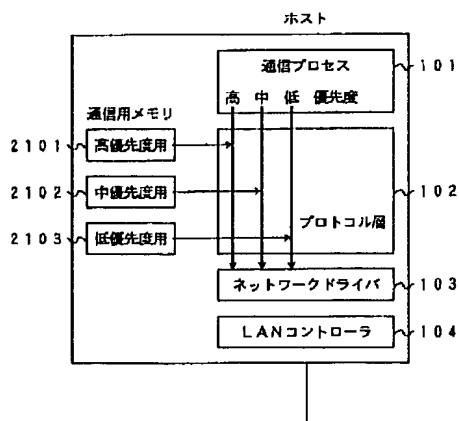 ホスト
通信プロセス
101
高 中 低 優先度
通信用メモリ
2101
高優先度用
2102
中優先度用
102
2103
低優先度用
プロトコル層
ネットワークドライバ
103
LANコントローラ
104